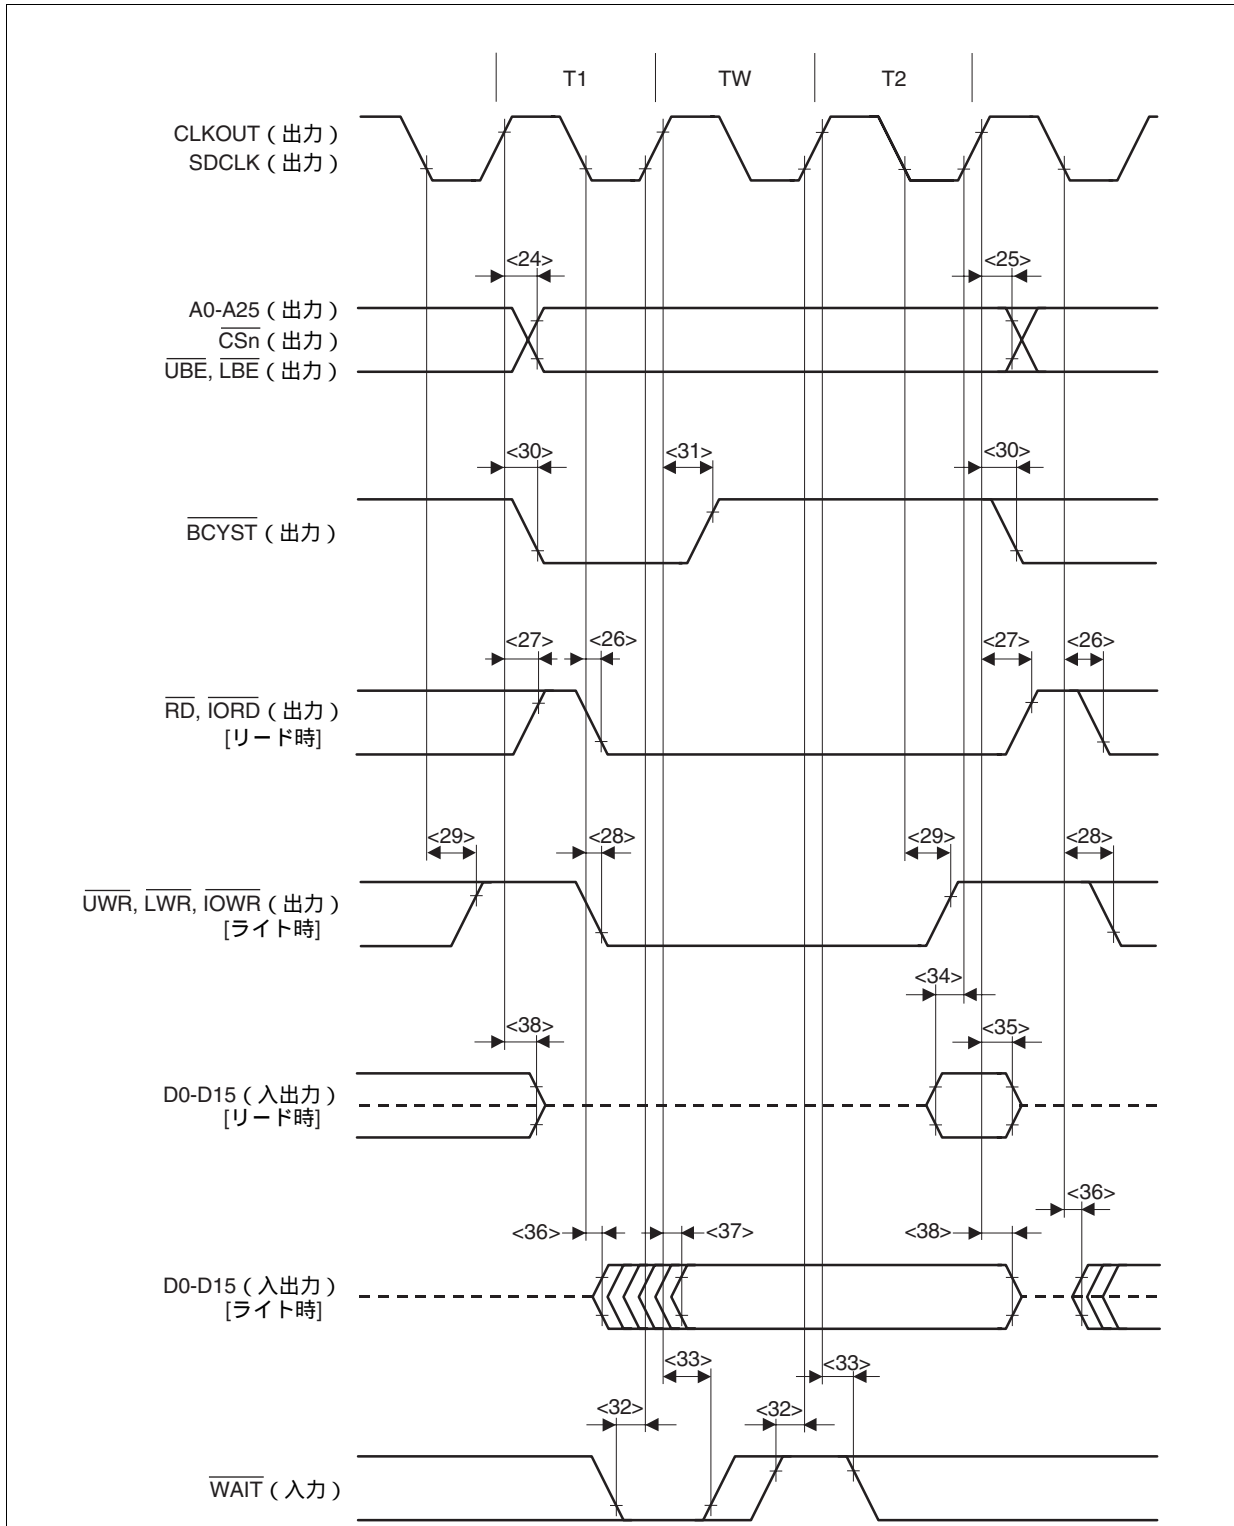 T1 TW T2
CLKOUT(出力)
SDCLK(出力)
<24> <25>
A0-A25(出力)
CSn(出力)
UBE, LBE(出力)
<30> <31> <30>
BCYST(出力)
<27> <26> <27> <26>
RD, IORD(出力)
[リード時]
<29> <28> <29> <28>
UWR, LWR, IOWR(出力)
[ライト時]
<34>
<38> <35>
D0-D15(入出力)
[リード時]
<36>
<36> <37> <38>
D0-D15(入出力)
[ライト時]
<33> <33>
<32> <32>
WAIT(入力)